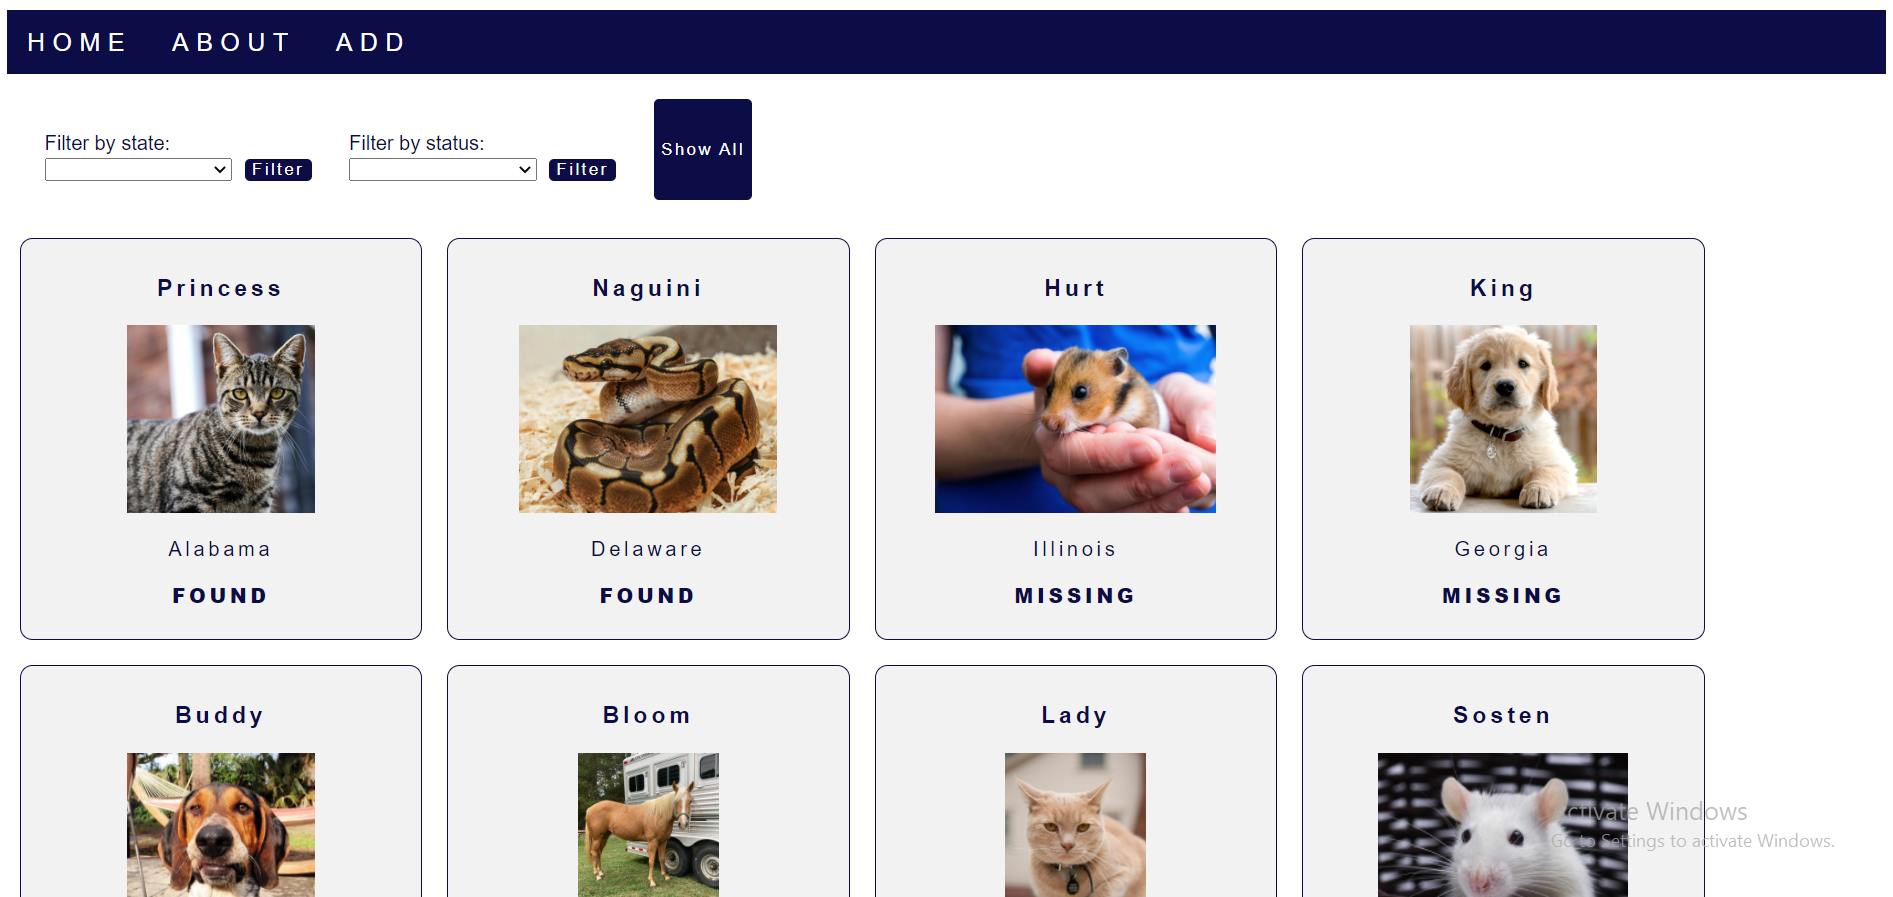 HOME ABOUT ADD
Filter by state: Filter by status:
Filter Filter Show All
Princess Naguini Hurt King
Alabama Delaware Illinois Georgia
FOUND FOUND MISSING MISSING
Buddy Bloom Lady Sosten
Activate Windows
Go to Settings to activate Windows.